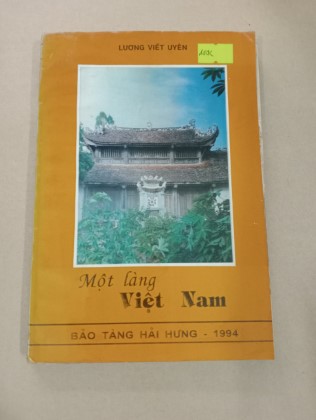 LƯƠNG VIẾT UYÊN
Một làng
Việt Nam
BẢO TÀNG HẢI HƯNG - 1994